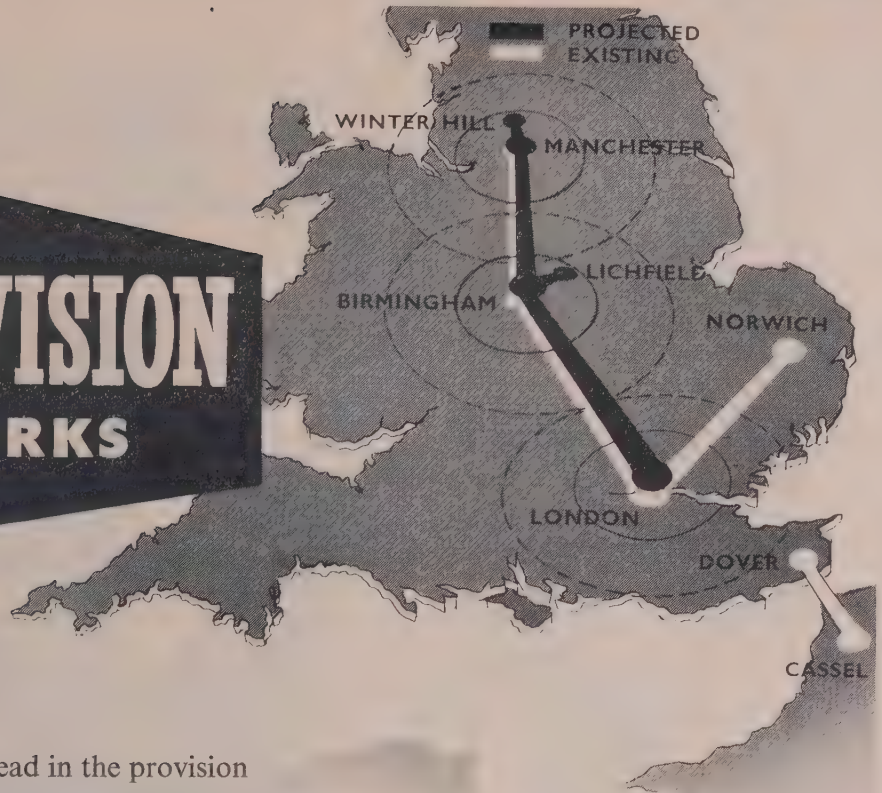 PROJECTED
EXISTING
WINTER HILL
MANCHESTER
LICHFIELD
BIRMINGHAM
NORWICH
VISION
RKS
LONDON
DOVER
CASSEL
ead in the provision